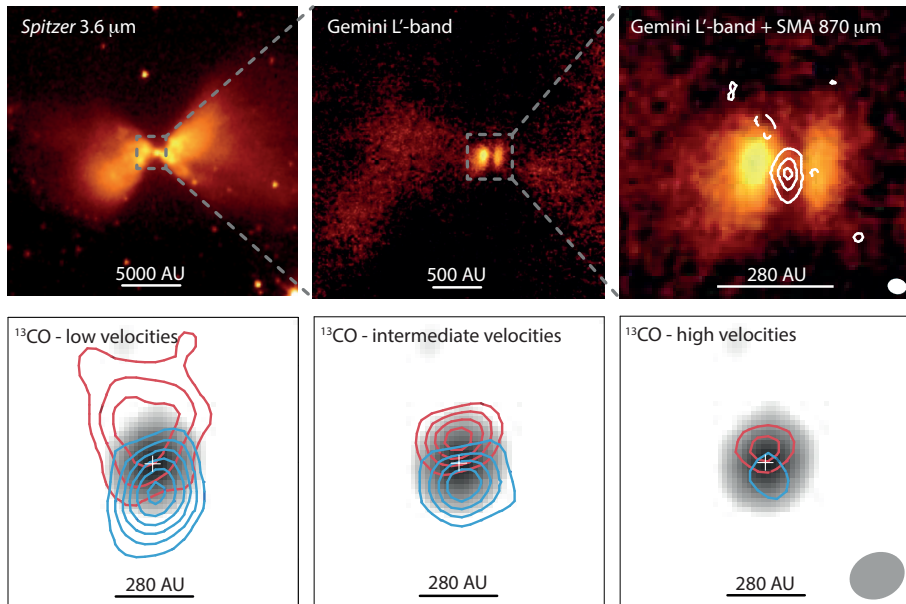 Spitzer 3.6 µm
Gemini L'-band
Gemini L'-band + SMA 870 µm
5000 AU
500 AU
280 AU
¹³CO - low velocities
¹³CO - intermediate velocities
¹³CO - high velocities
280 AU
280 AU
280 AU